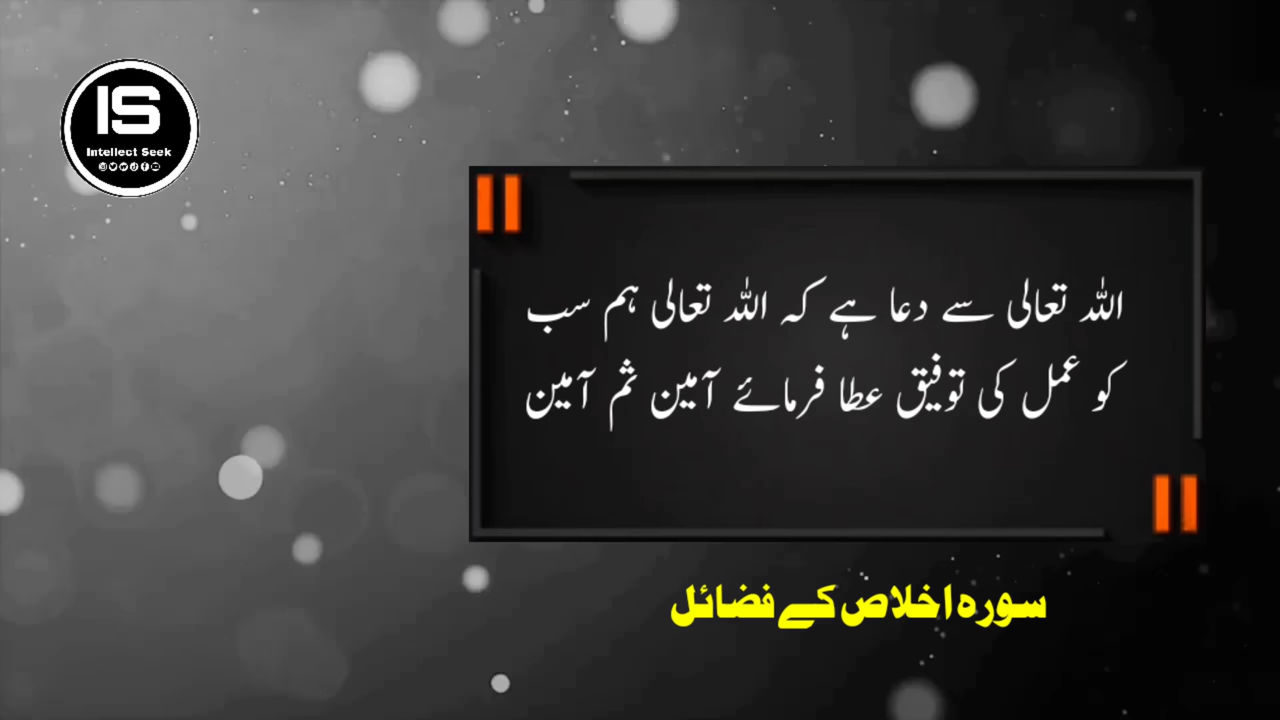 IS
Intellect Seek
اللہ تعالی سے دعا ہے کہ اللہ تعالی ہم سب
کو عمل کی توفیق عطا فرمائے آمین ثم آمین
سورہ اخلاص کے فضائل